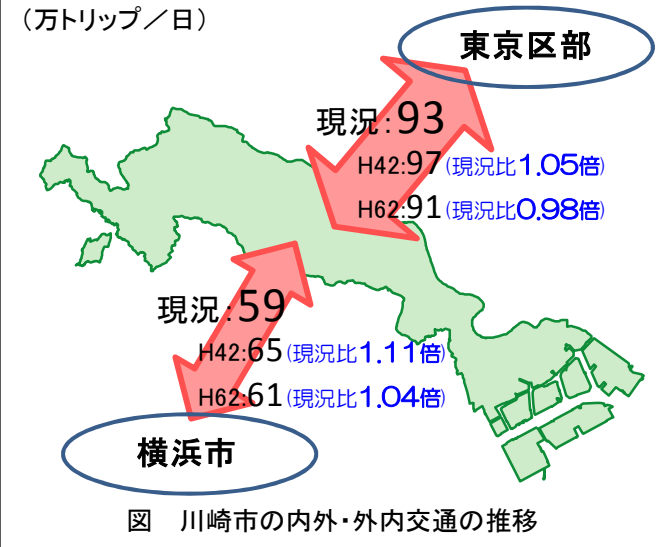 (万トリップ/日)
東京区部
現況:93
H42:97(現況比1.05倍)
H62:91(現況比0.98倍)
現況:59
H42:65(現況比1.11倍)
H62:61(現況比1.04倍)
横浜市
図 川崎市の内外・外内交通の推移